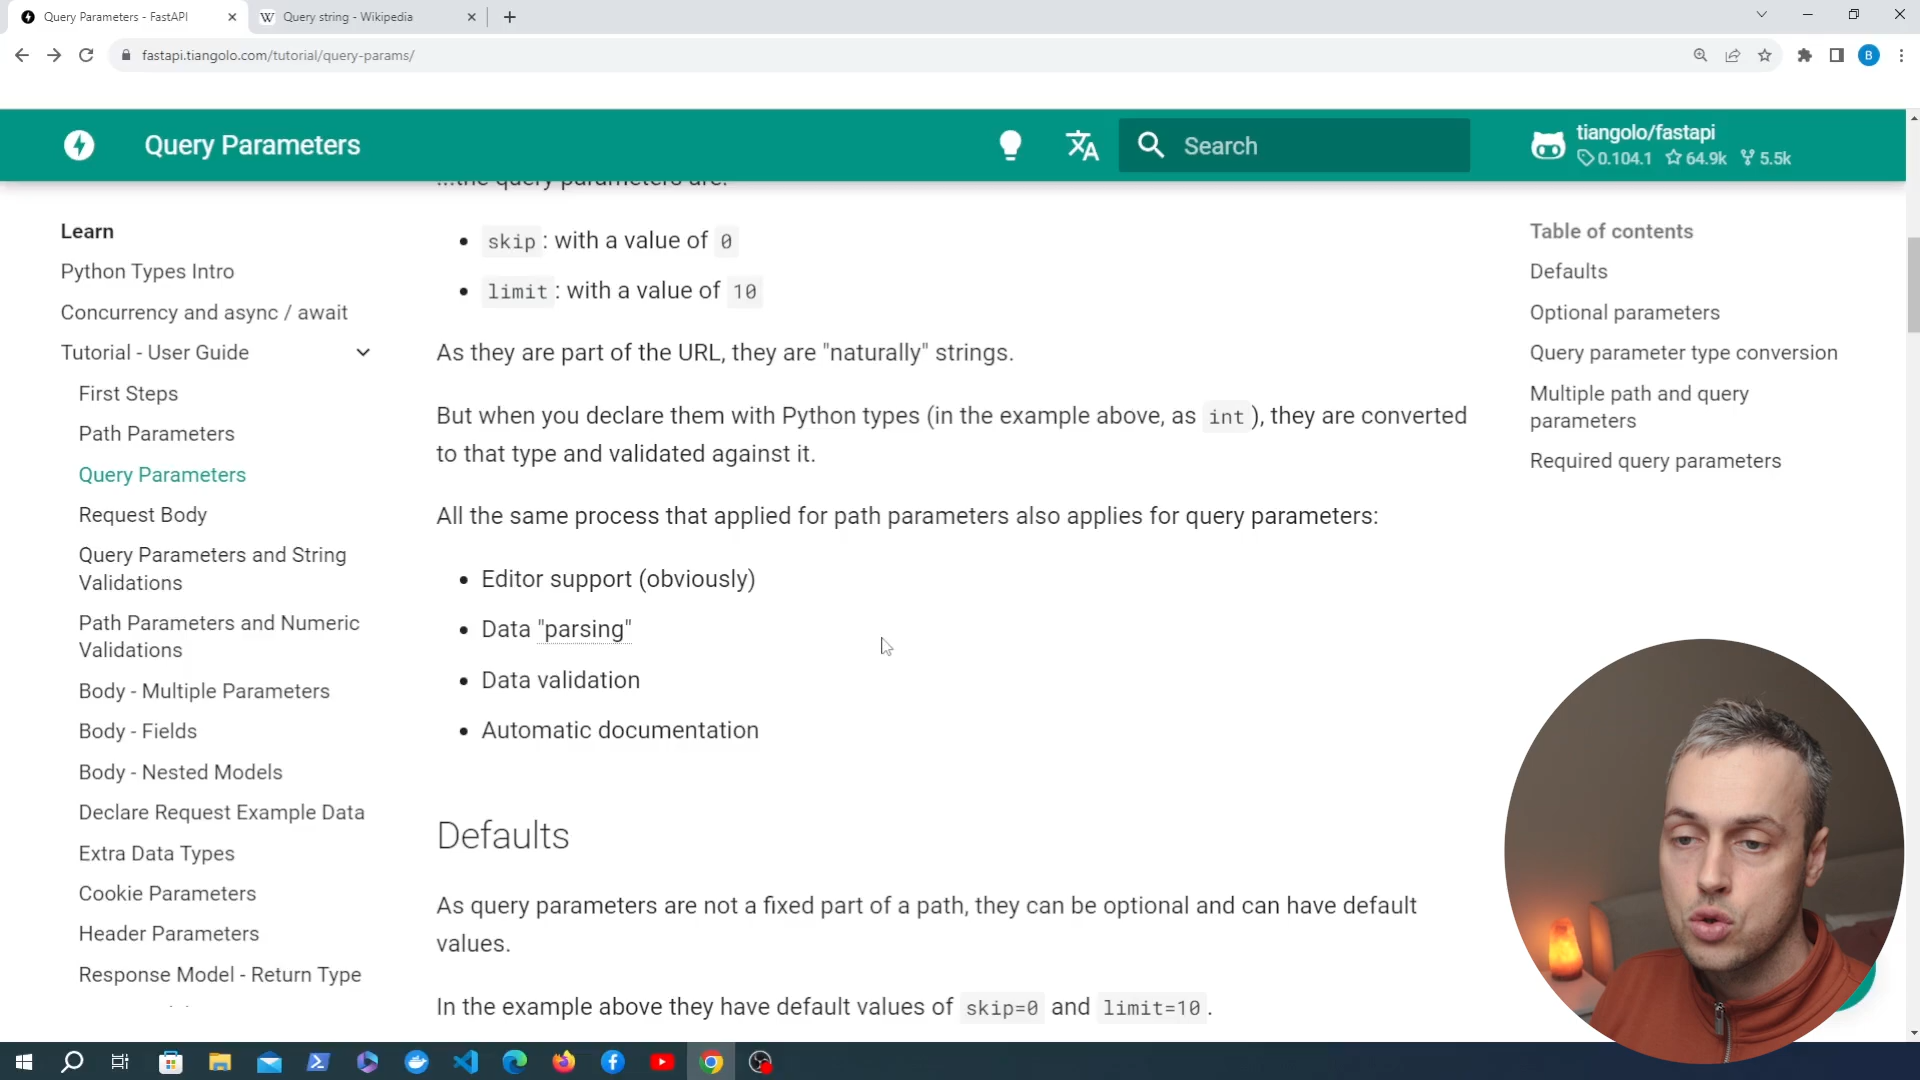 Query Parameters - FastAPI
Query string - Wikipedia
fastapi.tiangolo.com/tutorial/query-params/
B
Query Parameters
Search
tiangolo/fastapi
0.104.1 64.9k 5.5k
Learn
Python Types Intro
Concurrency and async / await
Tutorial - User Guide
First Steps
Path Parameters
Query Parameters
Request Body
Query Parameters and String
Validations
Path Parameters and Numeric
Validations
Body - Multiple Parameters
Body - Fields
Body - Nested Models
Declare Request Example Data
Extra Data Types
Cookie Parameters
Header Parameters
Response Model - Return Type
...the query parameters are:
skip: with a value of 0
limit: with a value of 10
As they are part of the URL, they are "naturally" strings.
But when you declare them with Python types (in the example above, as int), they are converted
to that type and validated against it.
All the same process that applied for path parameters also applies for query parameters:
Editor support (obviously)
Data "parsing"
Data validation
Automatic documentation
Defaults
As query parameters are not a fixed part of a path, they can be optional and can have default
values.
In the example above they have default values of skip=0 and limit=10.
Table of contents
Defaults
Optional parameters
Query parameter type conversion
Multiple path and query
parameters
Required query parameters